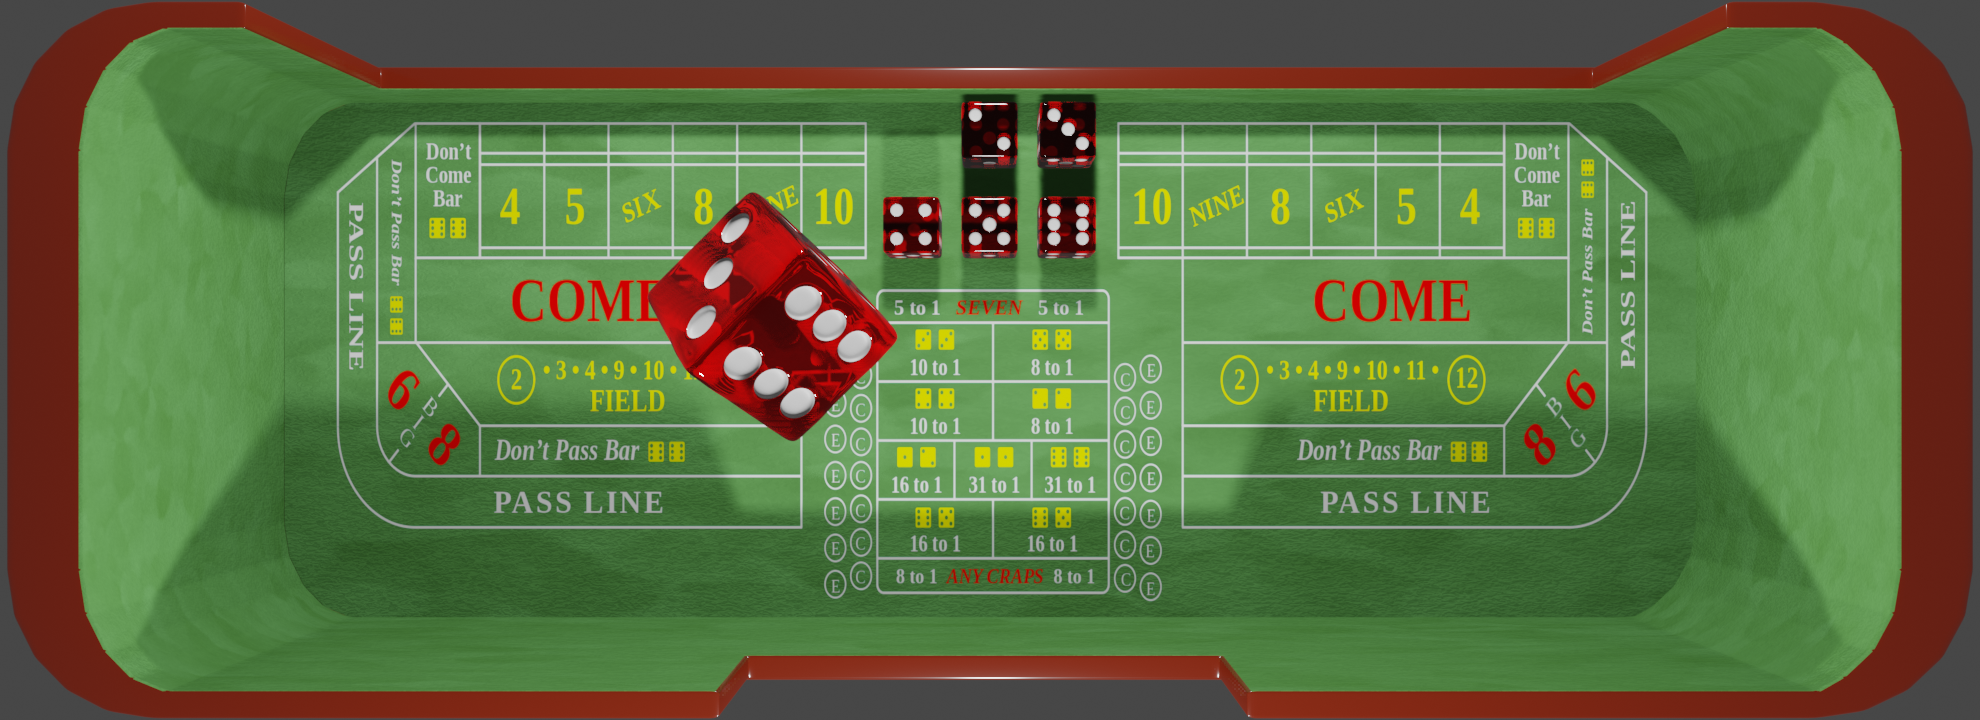 Don't
Come
Bar
4 5 SIX 8 10
10 NINE 8 SIX 5 4
Don't
Come
Bar
PASS LINE
Don't Pass Bar
Don't Pass Bar
PASS LINE
COME
COME
5 to 1 SEVEN 5 to 1
10 to 1 8 to 1
10 to 1 8 to 1
16 to 1 31 to 1 31 to 1
16 to 1 16 to 1
8 to 1 ANY CRAPS 8 to 1
2 • 3 • 4 • 9 • 10 •
FIELD
2 • 3 • 4 • 9 • 10 • 11 • 12
FIELD
6
BIG
8
6
BIG
8
Don't Pass Bar
Don't Pass Bar
PASS LINE
PASS LINE
C
E C
E C
E C
E C
E C
E C
C E
C E
C E
C E
C E
C E
C E